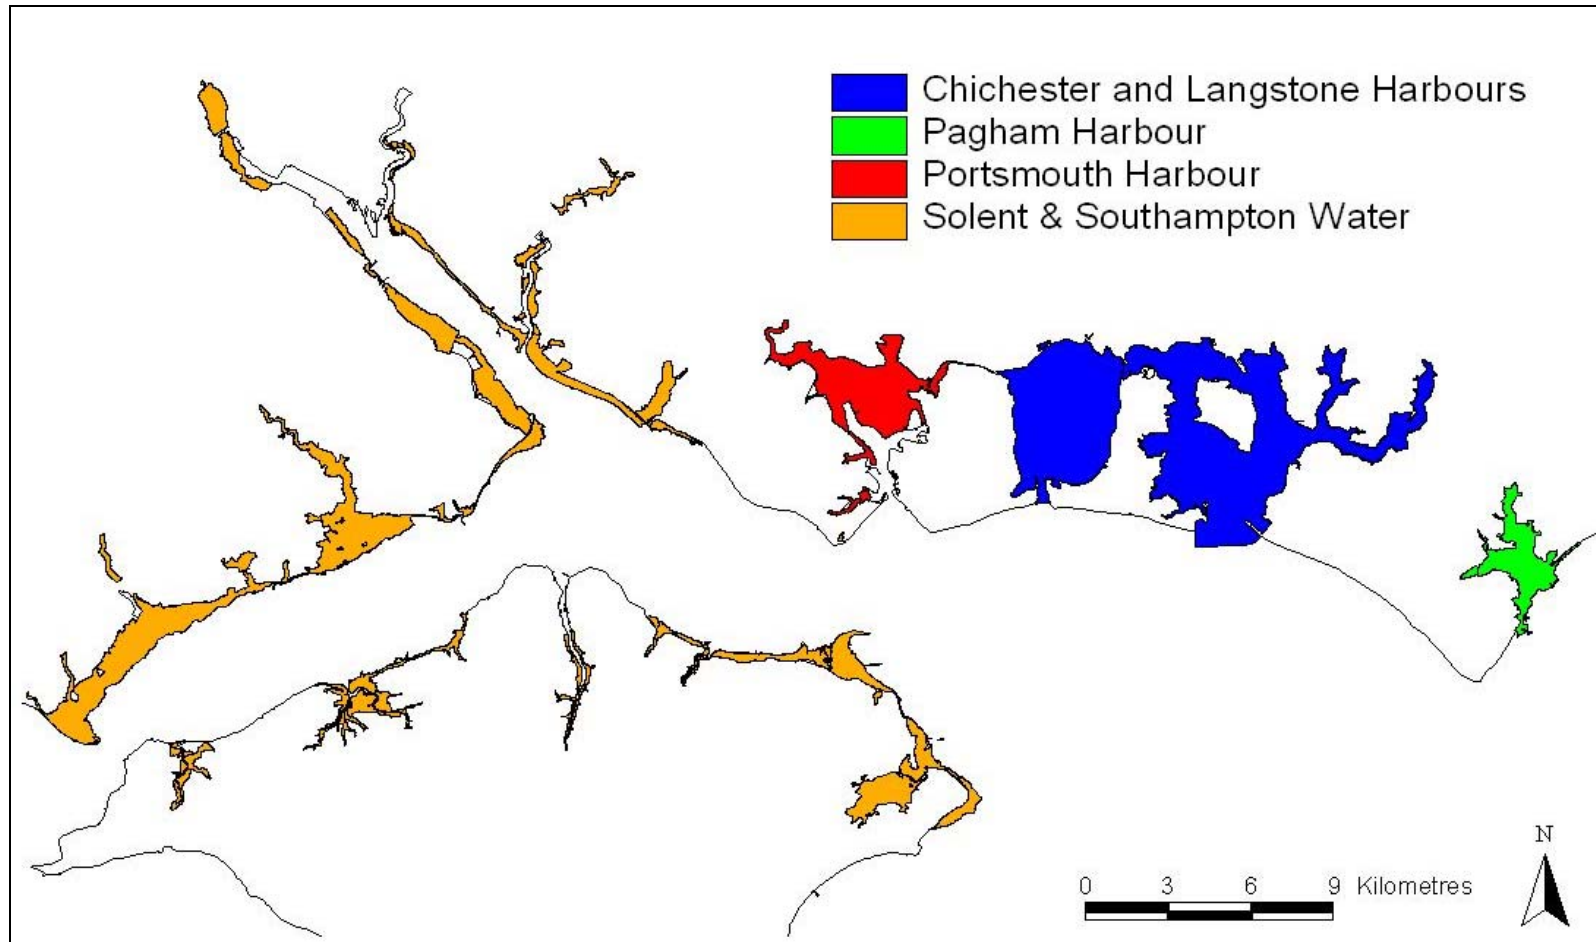 Chichester and Langstone Harbours
Pagham Harbour
Portsmouth Harbour
Solent & Southampton Water
N
0 3 6 9 Kilometres